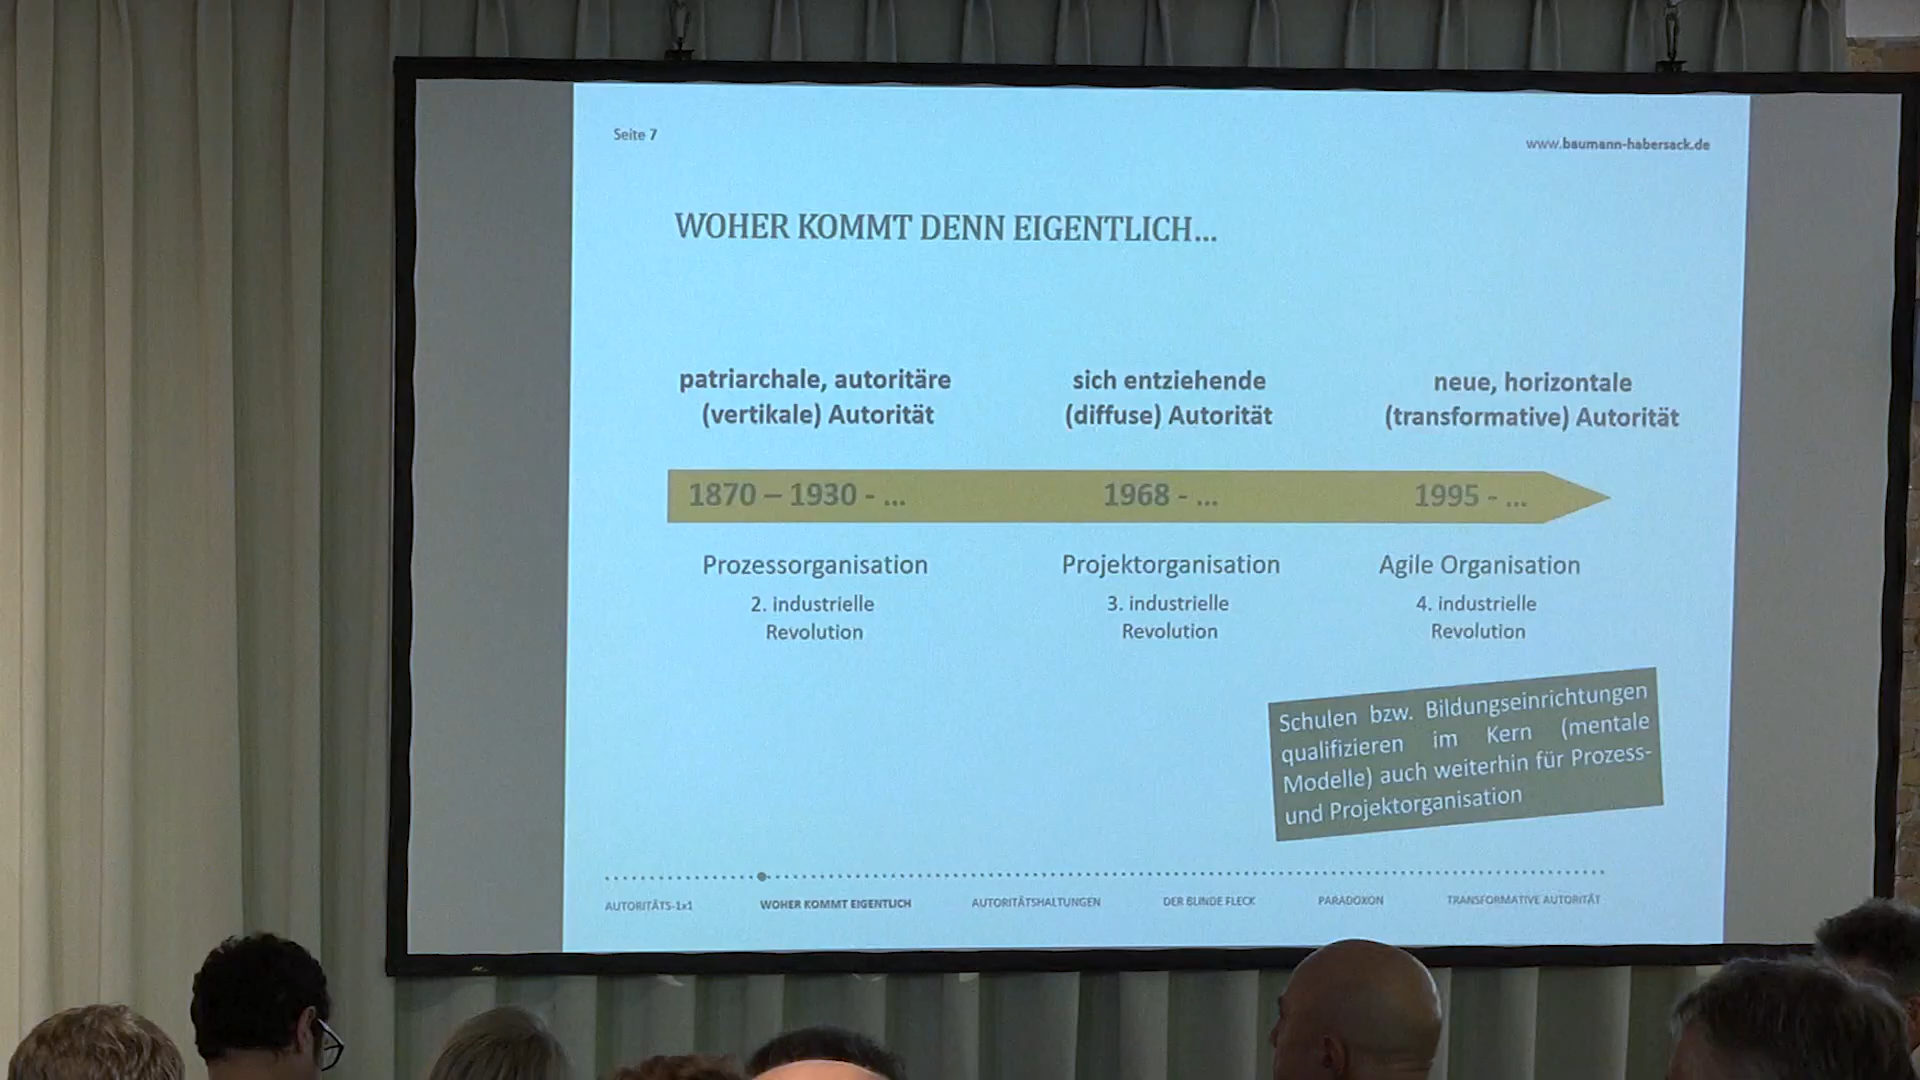 Seite 7
www.baumann-habersack.de
WOHER KOMMT DENN EIGENTLICH...
patriarchale, autoritäre
(vertikale) Autorität
sich entziehende
(diffuse) Autorität
neue, horizontale
(transformative) Autorität
1870 – 1930 - ...
1968 - ...
1995 - ...
Prozessorganisation
2. industrielle
Revolution
Projektorganisation
3. industrielle
Revolution
Agile Organisation
4. industrielle
Revolution
Schulen bzw. Bildungseinrichtungen
qualifizieren im Kern (mentale
Modelle) auch weiterhin für Prozess-
und Projektorganisation
AUTORITÄTS-1x1
WOHER KOMMT EIGENTLICH
AUTORITÄTSHALTUNGEN
DER BLINDE FLECK
PARADOXON
TRANSFORMATIVE AUTORITÄT